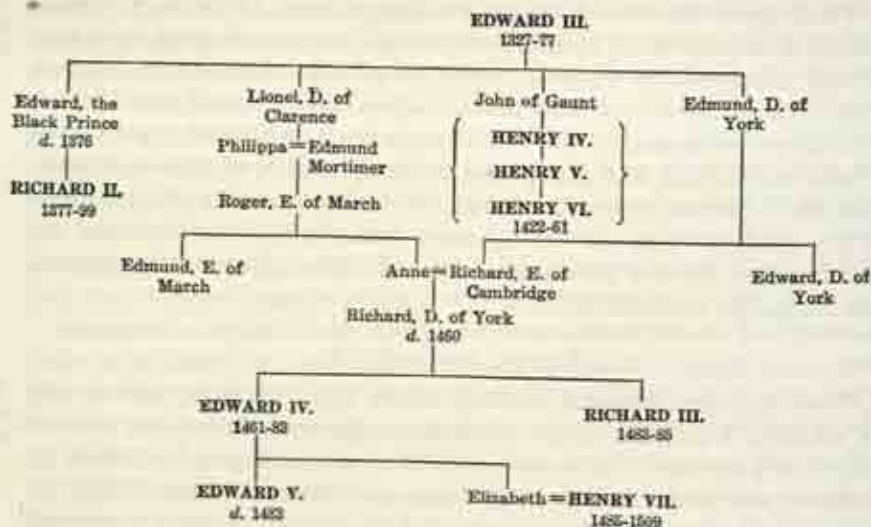 EDWARD III.
1327-77
Edward, the
Black Prince
d. 1376
RICHARD II.
1377-99
Lionel, D. of
Clarence
Philippa=Edmund
Mortimer
Roger, E. of March
John of Gaunt
HENRY IV.
HENRY V.
HENRY VI.
1422-61
Edmund, D. of
York
Edmund, E. of
March
Anne=Richard, E. of
Cambridge
Edward, D. of
York
Richard, D. of York
d. 1460
EDWARD IV.
1461-83
RICHARD III.
1483-85
EDWARD V.
d. 1483
Elizabeth=HENRY VII.
1485-1509